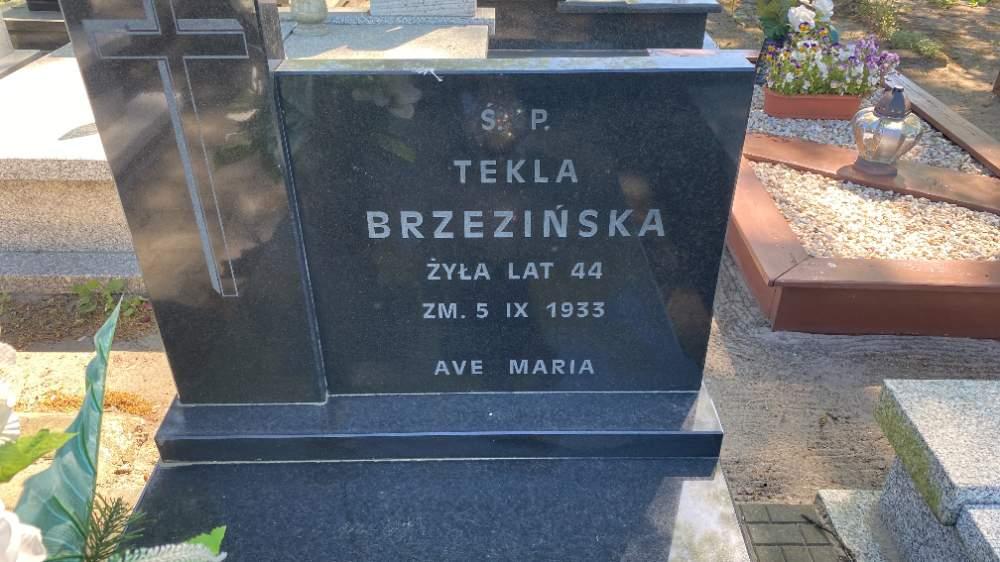 Ś. P.
TEKLA
BRZEZIŃSKA
ŻYŁA LAT 44
ZM. 5 IX 1933
AVE MARIA